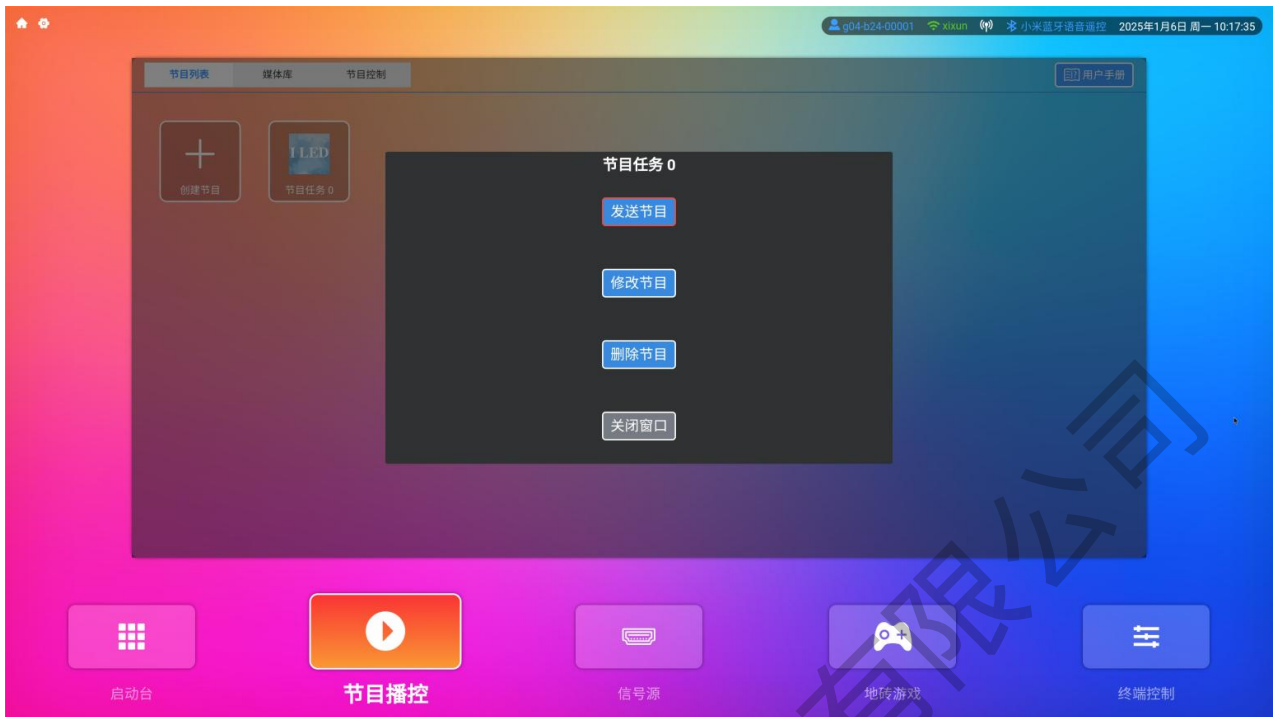 g04-b24-00001 xixun 小米蓝牙语音遥控 2025年1月6日 周一 10:17:35
节目列表 媒体库 节目控制 用户手册
I LED
创建节目 节目任务 0
节目任务 0
发送节目
修改节目
删除节目
关闭窗口
启动台 节目播控 信号源 地砖游戏 终端控制
有限公司